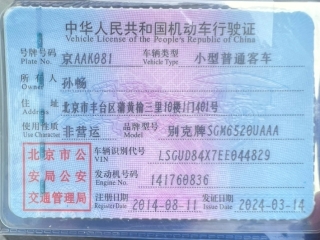 中华人民共和国机动车行驶证
Vehicle License of the People's Republic of China
号牌号码 京AAK081 车辆类型 小型普通客车
Plate No. Vehicle Type
所有人 孙畅
Owner
住址 北京市丰台区蒲黄榆三里10楼1门401号
Address
使用性质 非营运 品牌型号 别克牌SGM6520UAAA
Use Character Model
北京市公 车辆识别代号 LSGUD84X7EE044829
VIN
安局公安 发动机号码 141760836
Engine No.
交通管理局 注册日期 2014-08-11 发证日期 2024-03-14
Register Date Issue Date